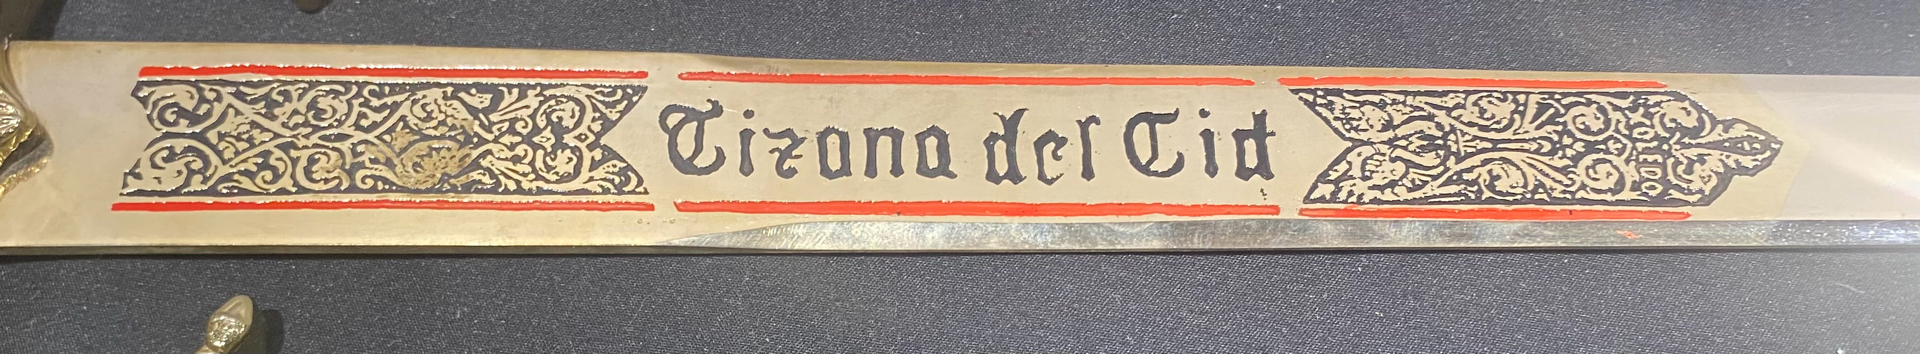 Tizona del Cid
TOLEDO